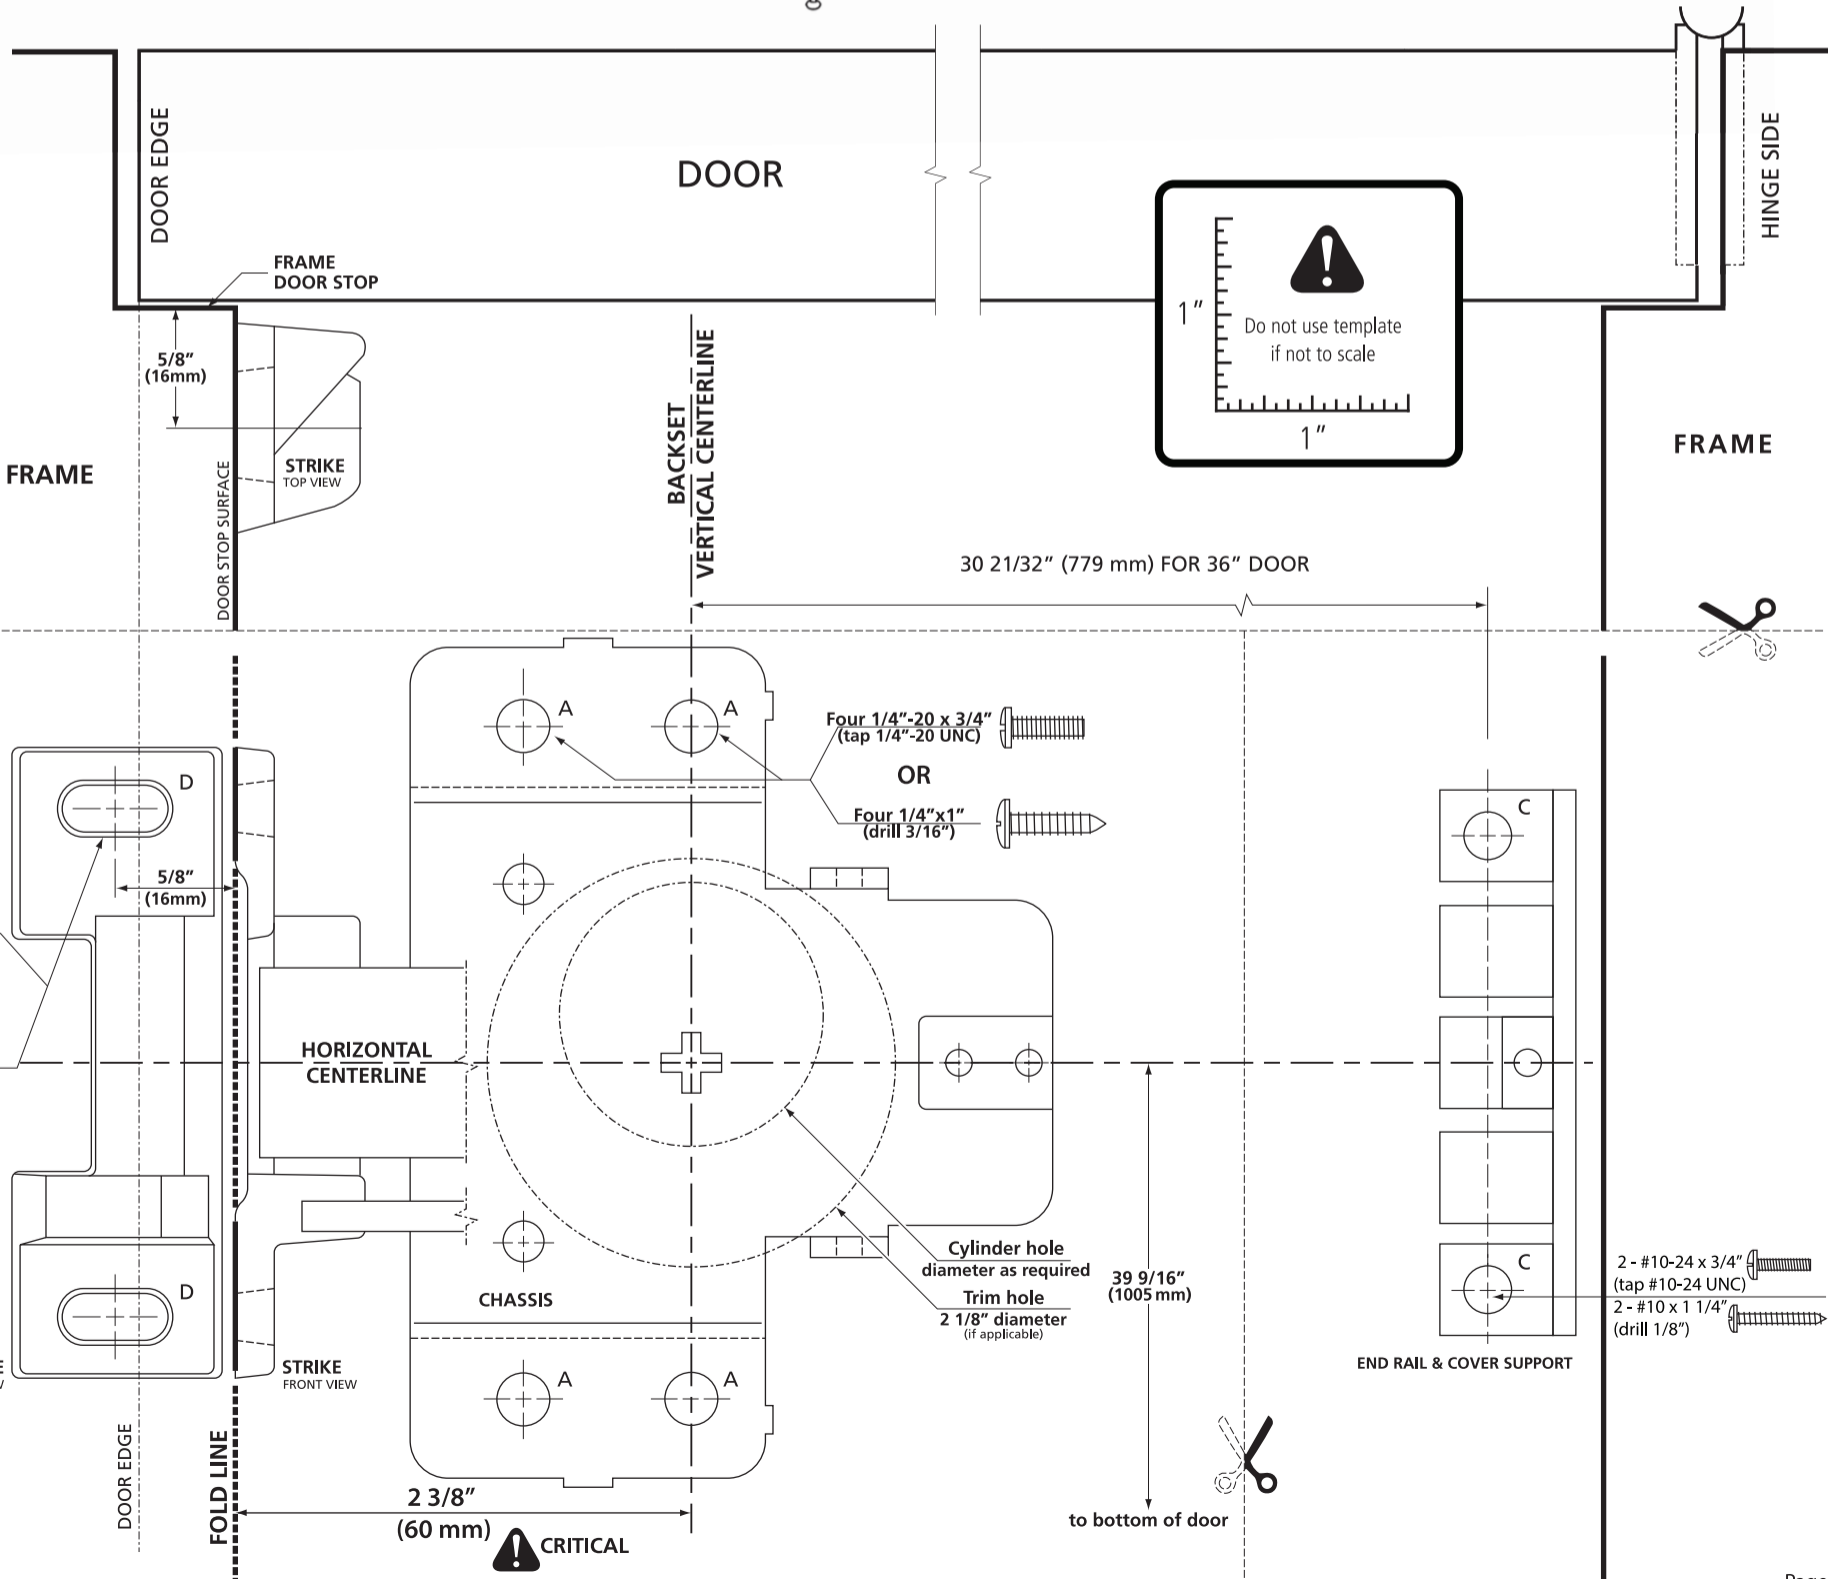 DOOR EDGE
DOOR
HINGE SIDE
FRAME
DOOR STOP
1”
Do not use template
if not to scale
1”
5/8”
(16mm)
FRAME
STRIKE
TOP VIEW
DOOR STOP SURFACE
BACKSET
VERTICAL CENTERLINE
FRAME
30 21/32” (779 mm) FOR 36” DOOR
A
A
Four 1/4”-20 x 3/4”
(tap 1/4”-20 UNC)
OR
Four 1/4”x1”
(drill 3/16”)
D
C
5/8”
(16mm)
HORIZONTAL
CENTERLINE
Cylinder hole
diameter as required
Trim hole
2 1/8” diameter
(if applicable)
39 9/16”
(1005 mm)
to bottom of door
CHASSIS
D
C
2 - #10-24 x 3/4”
(tap #10-24 UNC)
2 - #10 x 1 1/4”
(drill 1/8”)
END RAIL & COVER SUPPORT
STRIKE
FRONT VIEW
A
A
DOOR EDGE
FOLD LINE
2 3/8”
(60 mm)
CRITICAL